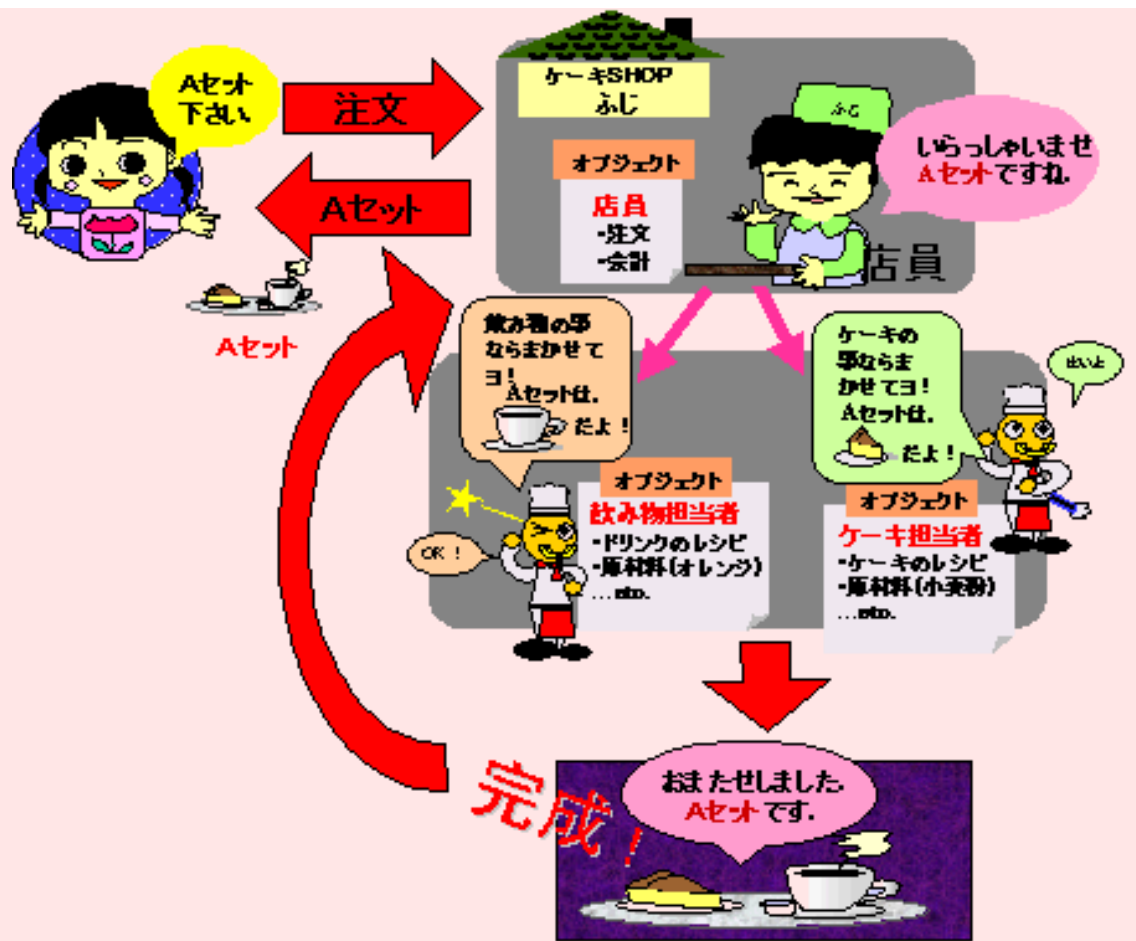 Aセット
下さい.
注文
ケーキSHOP
ふじ
ふじ
いらっしゃいませ
Aセットですね.
オブジェクト
店員
・注文
・会計
店員
Aセット
Aセット
飲み物の事
ならまかせて
ヨ!
Aセットは.
だよ!
ケーキの
事ならま
かせてヨ!
Aセットは.
だよ!
オブジェクト
飲み物担当者
・ドリンクのレシピ
・原材料(オレンジ)
...etc.
OK!
オブジェクト
ケーキ担当者
・ケーキのレシピ
・原材料(小麦粉)
...etc.
完成!
おまたせしました.
Aセットです.